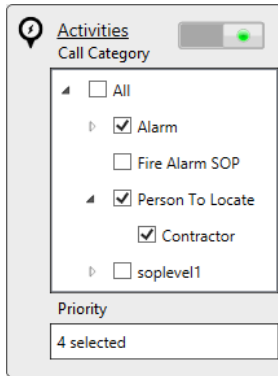 Activities
Call Category
All
Alarm
Fire Alarm SOP
Person To Locate
Contractor
soplevel1
Priority
4 selected